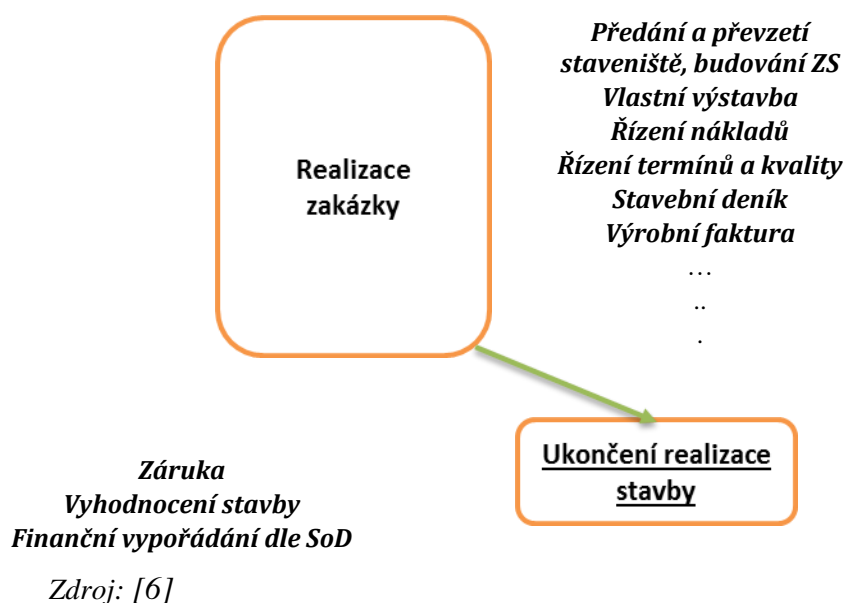 Předání a převzetí
staveniště, budování ZS
Vlastní výstavba
Řízení nákladů
Řízení termínů a kvality
Stavební deník
Výrobní faktura
…
..
.
Realizace
zakázky
Ukončení realizace
stavby
Záruka
Vyhodnocení stavby
Finanční vypořádání dle SoD
Zdroj: [6]